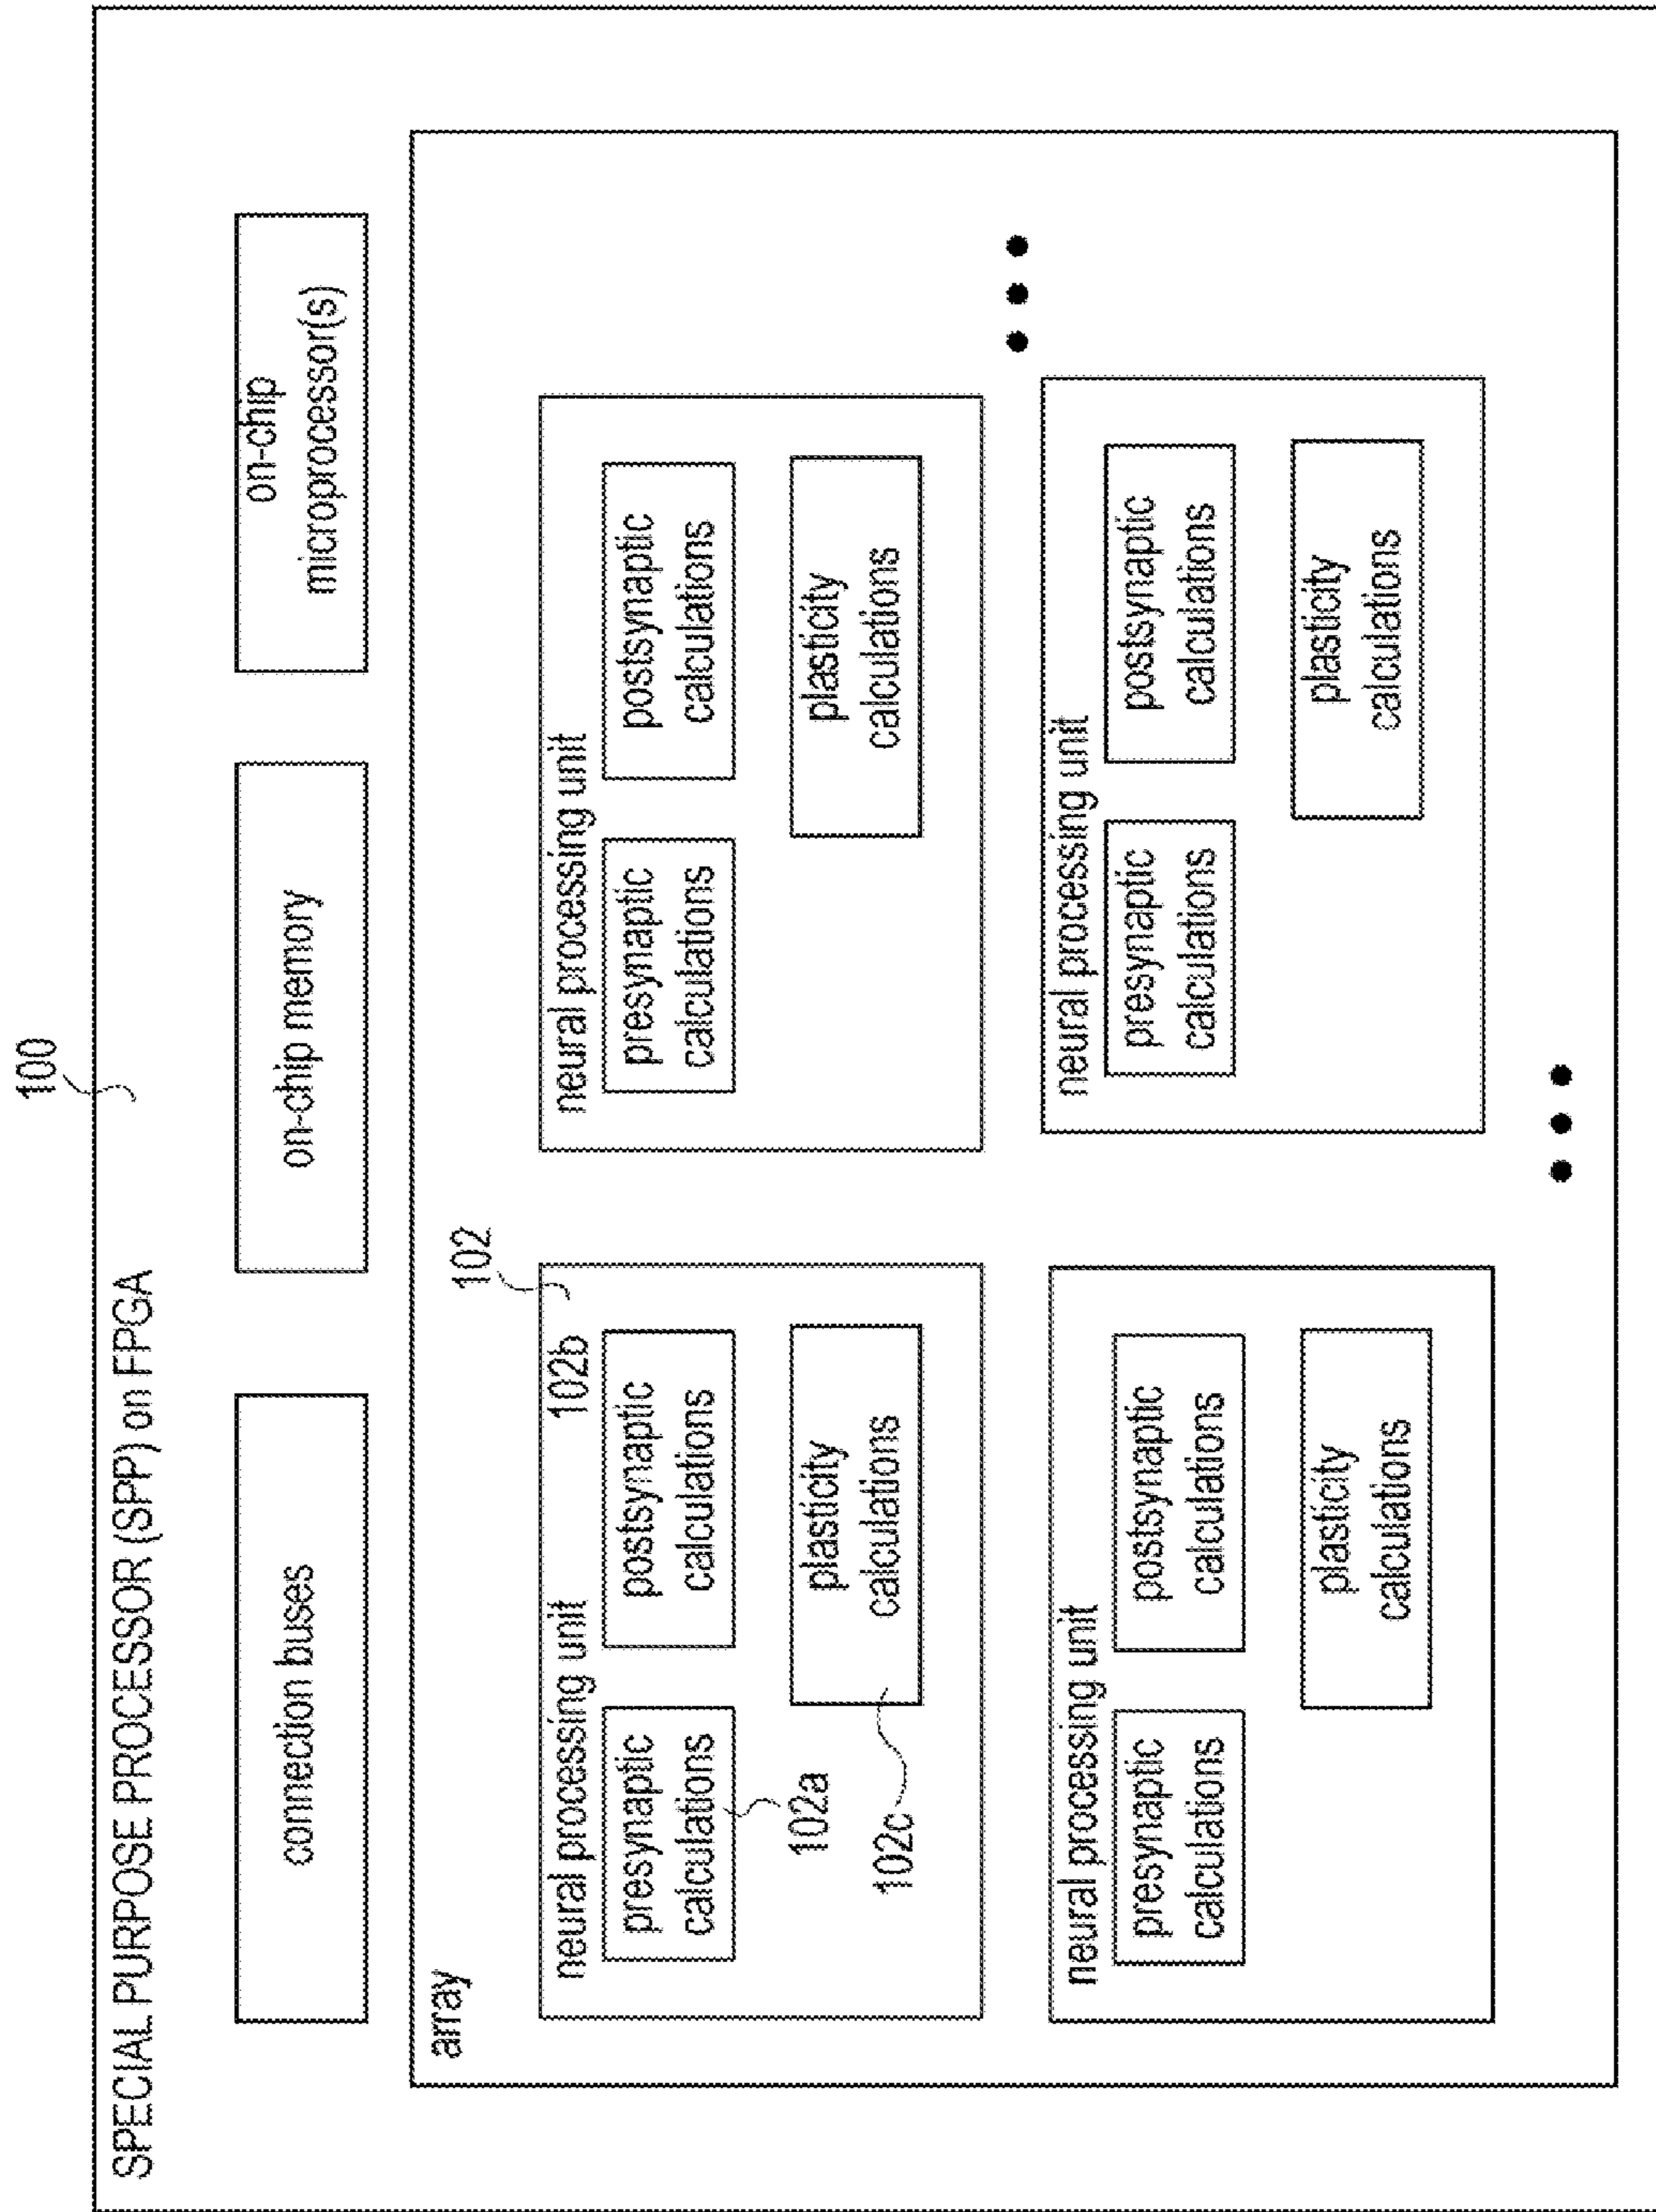 100
SPECIAL PURPOSE PROCESSOR (SPP) on FPGA
connection buses
on-chip memory
on-chip
microprocessor(s)
array
102
neural processing unit
102b
presynaptic
calculations
postsynaptic
calculations
102a
plasticity
calculations
102c
neural processing unit
presynaptic
calculations
postsynaptic
calculations
plasticity
calculations
neural processing unit
presynaptic
calculations
postsynaptic
calculations
plasticity
calculations
neural processing unit
presynaptic
calculations
postsynaptic
calculations
plasticity
calculations